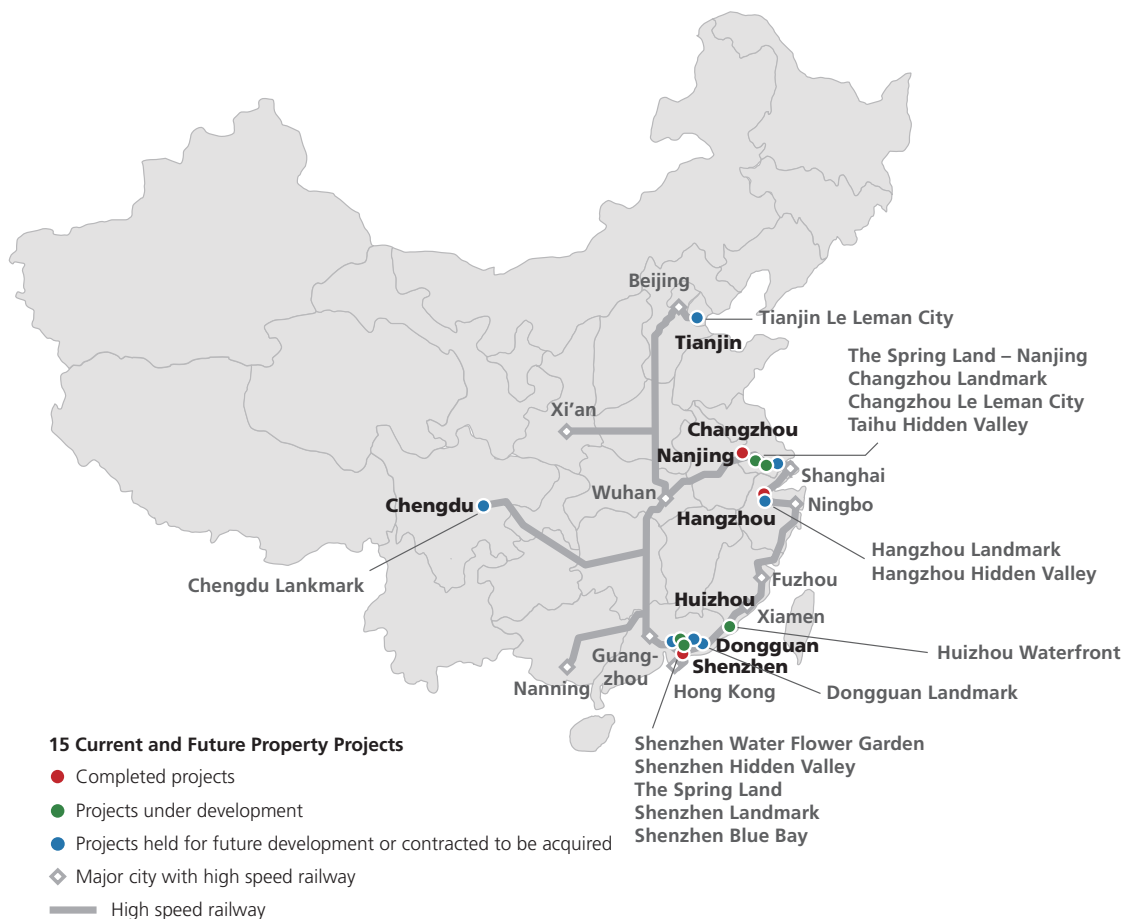 Beijing
Tianjin Le Leman City
Tianjin
The Spring Land – Nanjing
Changzhou Landmark
Changzhou Le Leman City
Taihu Hidden Valley
Xi’an
Changzhou
Nanjing
Shanghai
Wuhan
Chengdu
Ningbo
Hangzhou
Hangzhou Landmark
Hangzhou Hidden Valley
Chengdu Lankmark
Fuzhou
Huizhou
Xiamen
Dongguan
Huizhou Waterfront
Guang-
zhou
Shenzhen
Nanning
Hong Kong
Dongguan Landmark
Shenzhen Water Flower Garden
Shenzhen Hidden Valley
The Spring Land
Shenzhen Landmark
Shenzhen Blue Bay
15 Current and Future Property Projects
Completed projects
Projects under development
Projects held for future development or contracted to be acquired
Major city with high speed railway
High speed railway